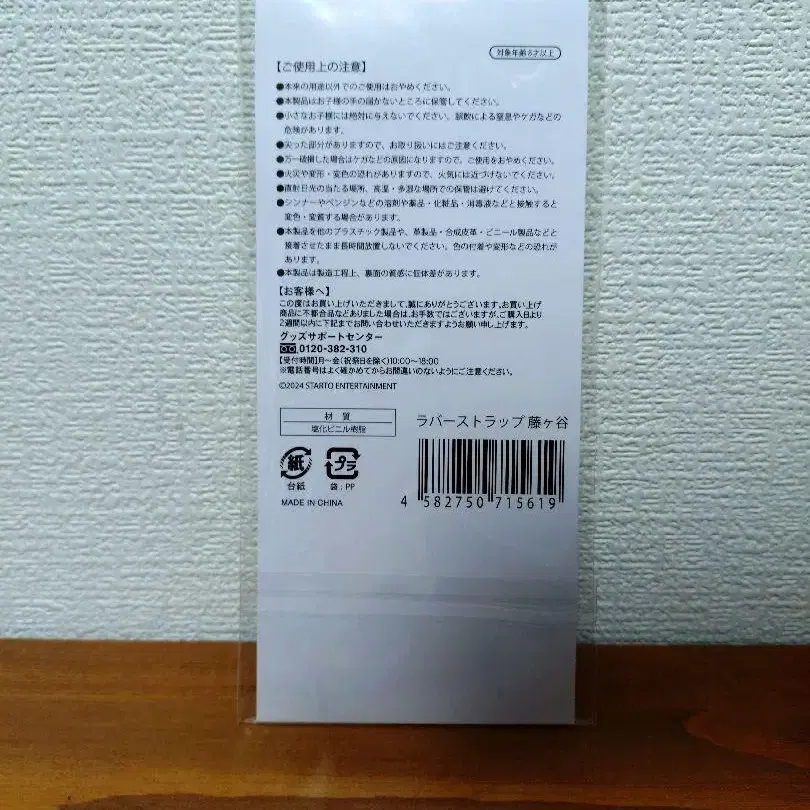 対象年齢8才以上
【ご使用上の注意】
●本来の用途以外でのご使用はおやめください。
●本製品はお子様の手の届かないところに保管してください。
●小さなお子様には絶対に与えないでください。誤飲による窒息やケガなどの
危険があります。
●尖った部分がありますので、お取り扱いにはご注意ください。
●万一破損した場合はケガなどの原因になりますので、ご使用をおやめください。
●火災や変形・変色の恐れがありますので、火気には近づけないでください。
●直射日光の当たる場所、高温・多湿な場所での保管は避けてください。
●シンナーやベンジンなどの溶剤や薬品・化粧品・消毒液などと接触すると
変色・変質する場合があります。
●本製品を他のプラスチック製品や、革製品・合成皮革・ビニール製品などと
接着させたまま長時間放置しないでください。色の付着や変形などの恐れが
あります。
●本製品は製造工程上、裏面の質感に個体差があります。
【お客様へ】
この度はお買い上げいただきまして、誠にありがとうございます。お買い上げ
商品に不都合品などありました場合は、お手数ではございますが、ご購入日より
2週間以内に下記までお問い合わせいただきますようお願い申し上げます。
グッズサポートセンター
0120-382-310
【受付時間】月〜金(祝祭日を除く)10:00〜18:00
※電話番号はよく確かめてからお間違いのないようにご注意ください。
©2024 STARTO ENTERTAINMENT
材 質
塩化ビニル樹脂
ラバーストラップ 藤ヶ谷
紙
プラ
台紙
袋:PP
MADE IN CHINA
4 582750 715619